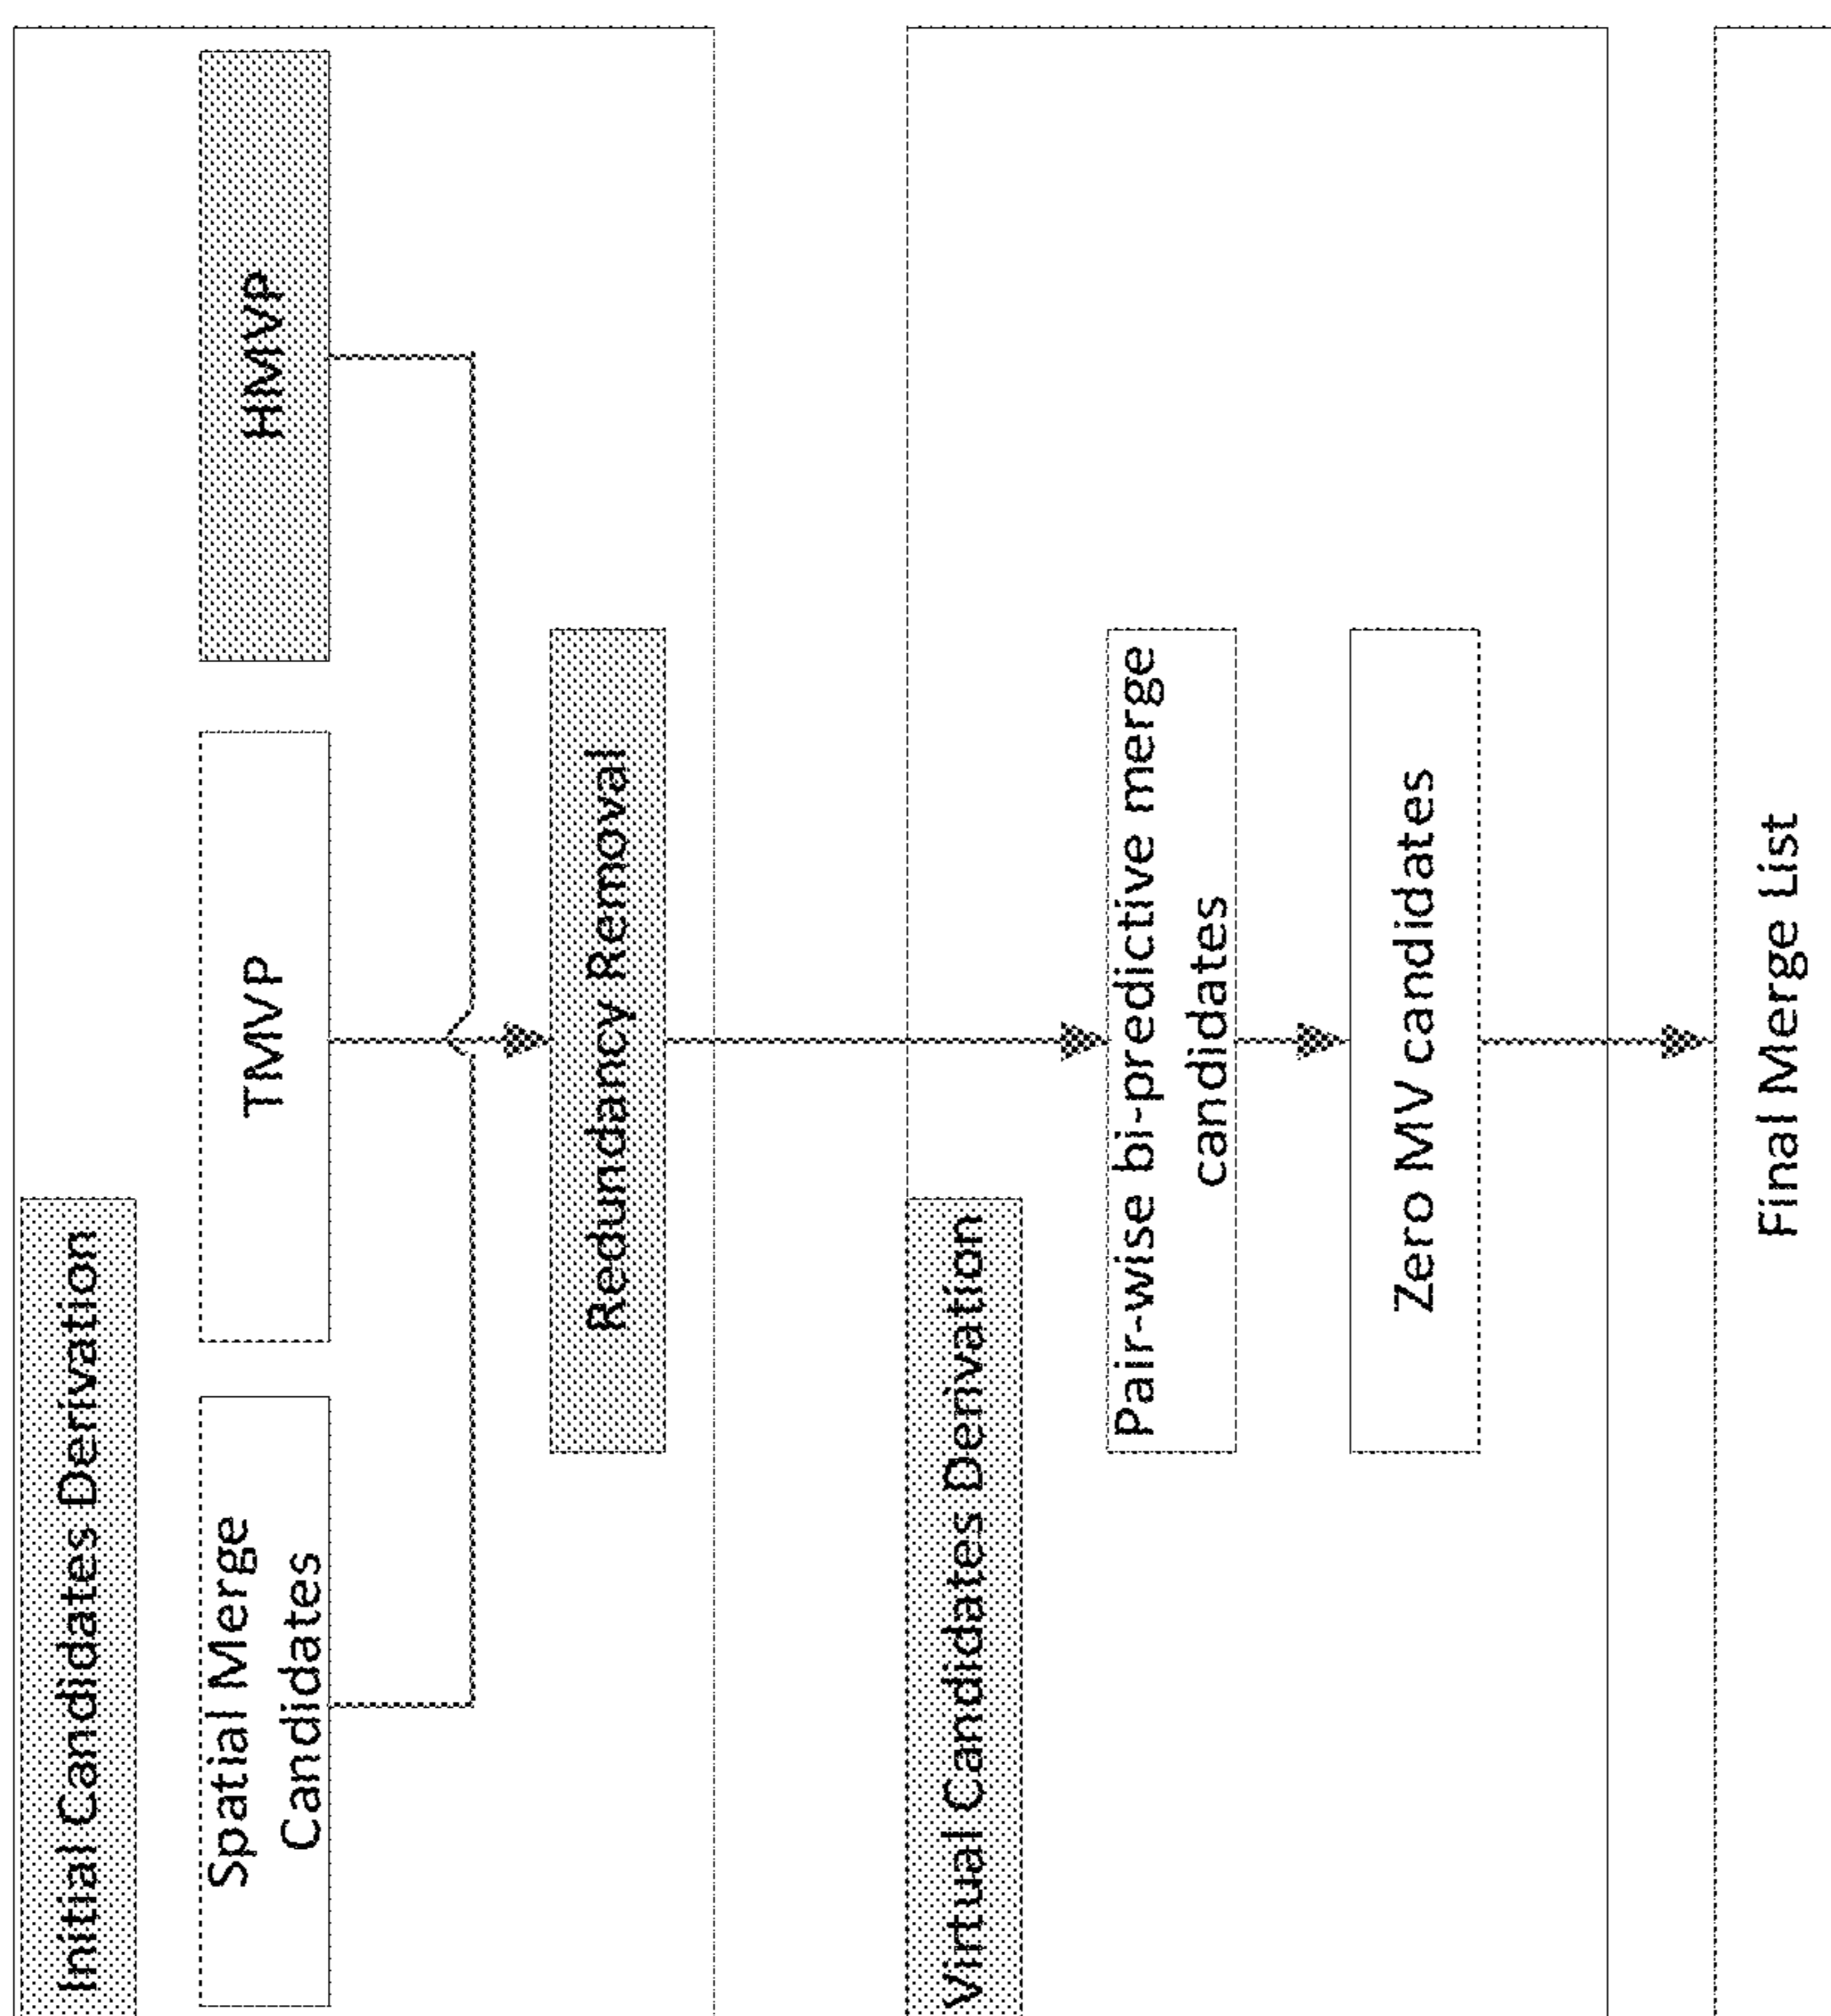 Initial Candidates Derivation
Spatial Merge
Candidates
TMVP
HMVP
Redundancy Removal
Virtual Candidates Derivation
Pair-wise bi-predictive merge
candidates
Zero MV candidates
Final Merge List